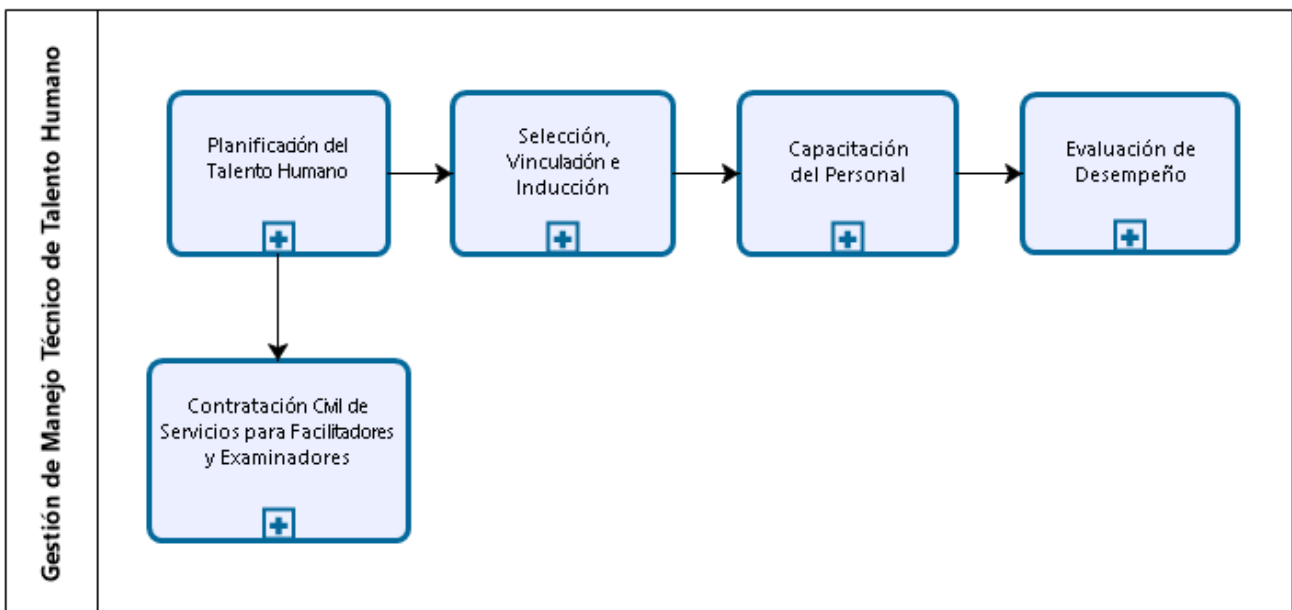 Gestión de Manejo Técnico de Talento Humano
Planificación del
Talento Humano
Selección,
Vinculación e
Inducción
Capacitación
del Personal
Evaluación de
Desempeño
Contratación Civil de
Servicios para Facilitadores
y Examinadores